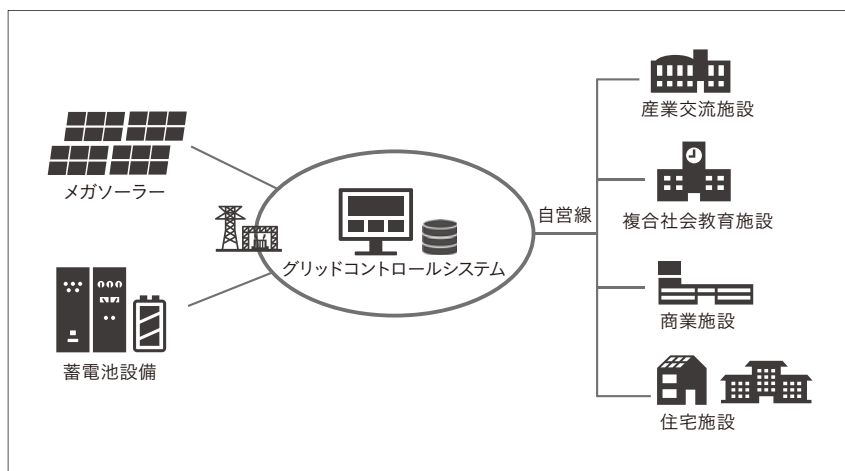 メガソーラー
蓄電池設備
グリッドコントロールシステム
自営線
産業交流施設
複合社会教育施設
商業施設
住宅施設